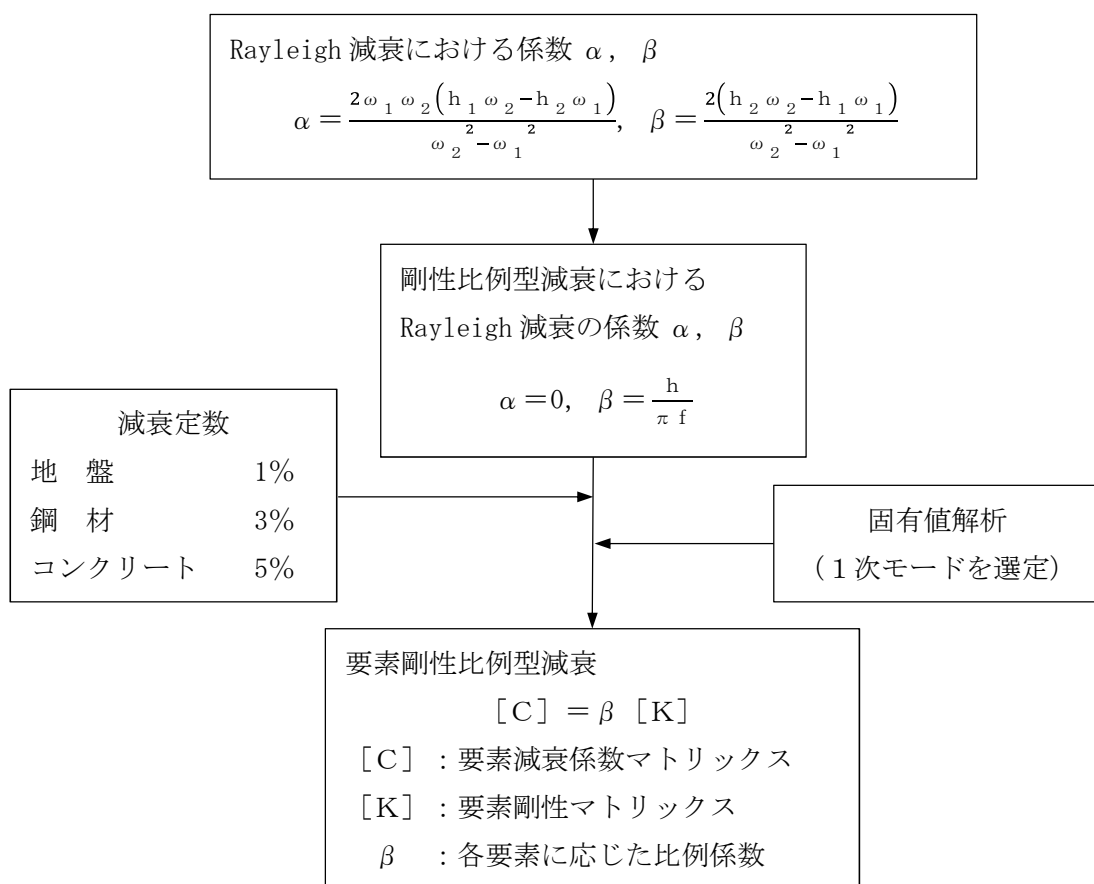 Rayleigh 減衰における係数 α, β
α＝2ω₁ω₂(h₁ω₂−h₂ω₁)/(ω₂²−ω₁²), β＝2(h₂ω₂−h₁ω₁)/(ω₂²−ω₁²)
剛性比例型減衰における
Rayleigh 減衰の係数 α, β
α＝0, β＝h/(πf)
減衰定数
地　盤　1%
鋼　材　3%
コンクリート　5%
固有値解析
（１次モードを選定）
要素剛性比例型減衰
［C］＝β［K］
［C］：要素減衰係数マトリックス
［K］：要素剛性マトリックス
β　：各要素に応じた比例係数